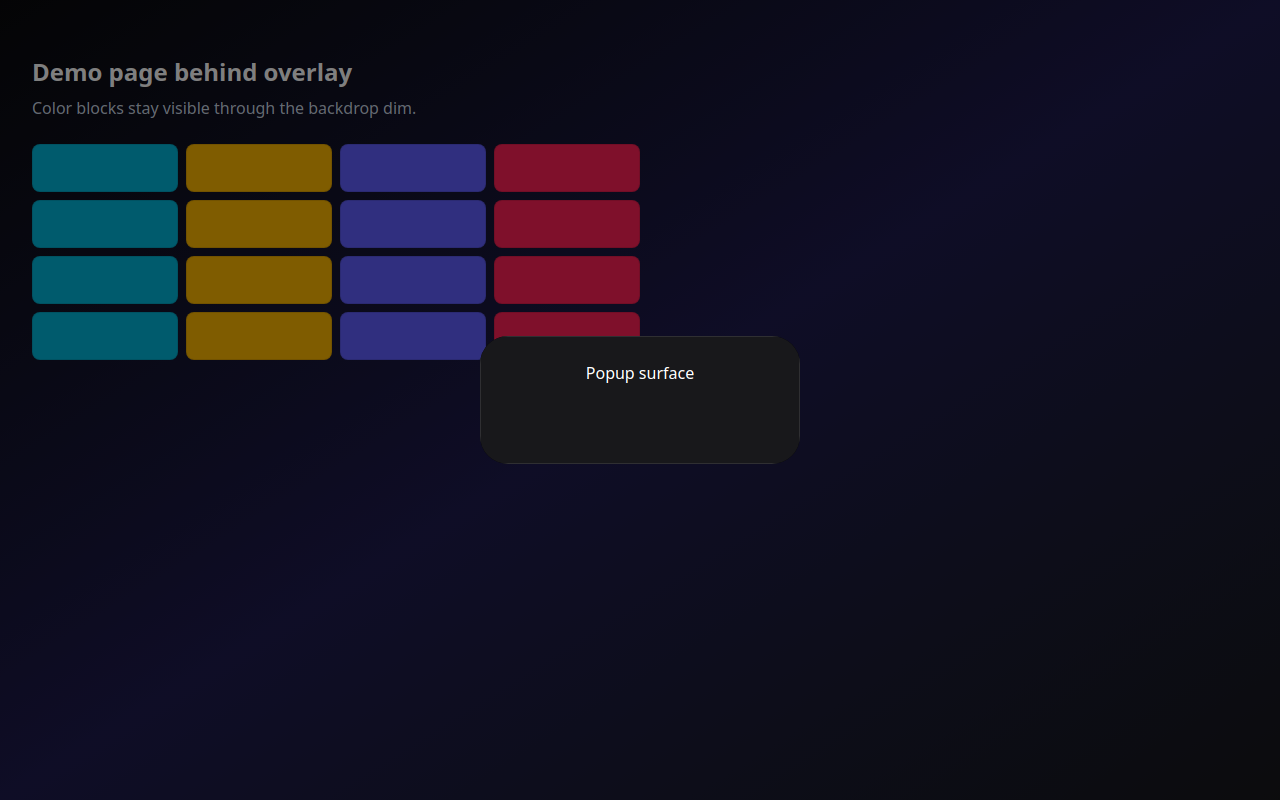 Demo page behind overlay
Color blocks stay visible through the backdrop dim.
Popup surface